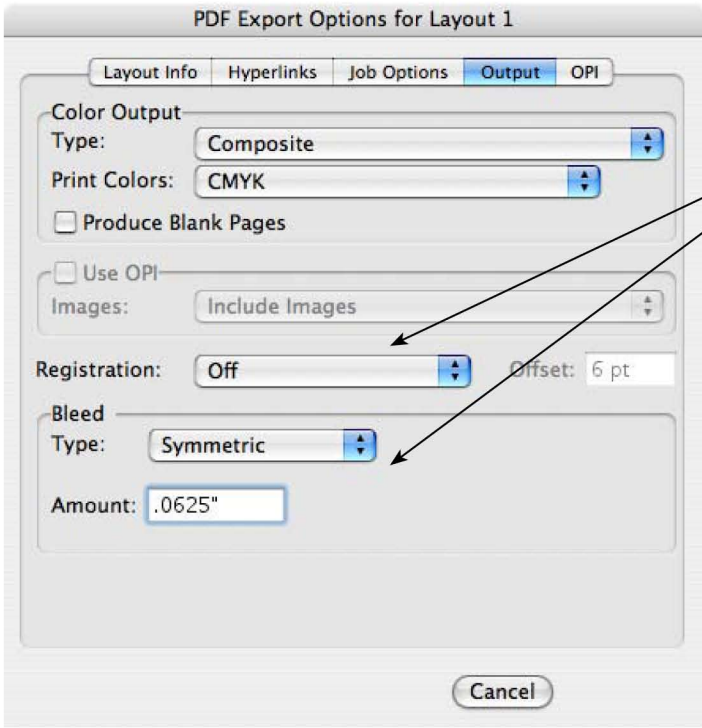 PDF Export Options for Layout 1
Layout Info Hyperlinks Job Options Output OPI
Color Output
Type: Composite
Print Colors: CMYK
Produce Blank Pages
Use OPI
Images: Include Images
Registration: Off Offset: 6 pt
Bleed
Type: Symmetric
Amount: .0625"
Cancel